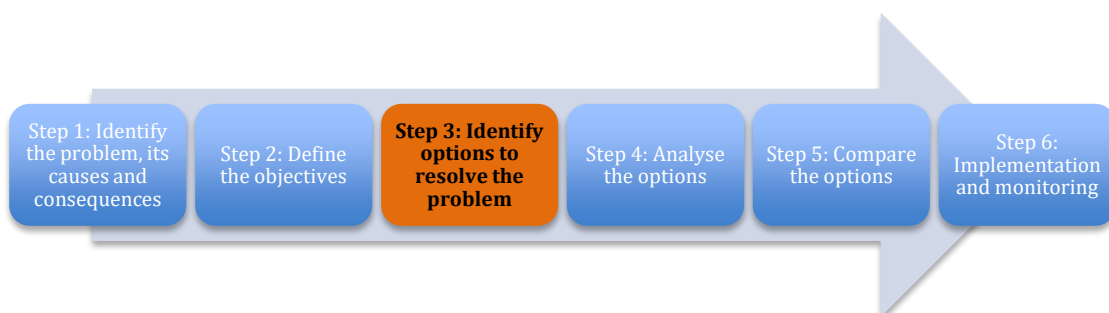 Step 1: Identify
the problem, its
causes and
consequences
Step 2: Define
the objectives
Step 3: Identify
options to
resolve the
problem
Step 4: Analyse
the options
Step 5: Compare
the options
Step 6:
Implementation
and monitoring